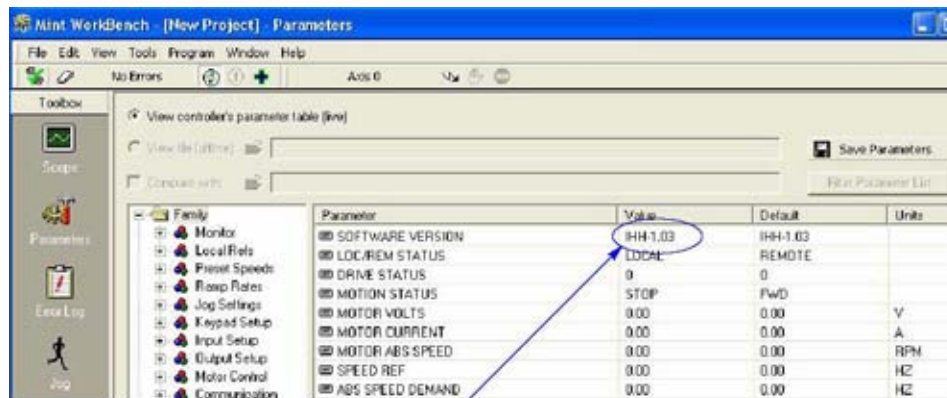 Mint WorkBench - [New Project] - Parameters
File Edit View Tools Program Window Help
No Errors Axis 0
Toolbox
View controller's parameter table (live)
View file (offline)
Save Parameters
Scope
Compare with
Filter Parameter List
Family
Parameter Value Default Units
Monitor
SOFTWARE VERSION IHH-1.03 IHH-1.03
Parameters
Local Refs
LOC/REM STATUS LOCAL REMOTE
Preset Speeds
DRIVE STATUS 0 0
Ramp Rates
MOTION STATUS STOP FWD
Jog Settings
MOTOR VOLTS 0.00 0.00 V
Error Log
Keypad Setup
MOTOR CURRENT 0.00 0.00 A
Input Setup
MOTOR ABS SPEED 0.00 0.00 RPM
Output Setup
SPEED REF 0.00 0.00 HZ
Motor Control
ABS SPEED DEMAND 0.00 0.00 HZ
Communication
Jog